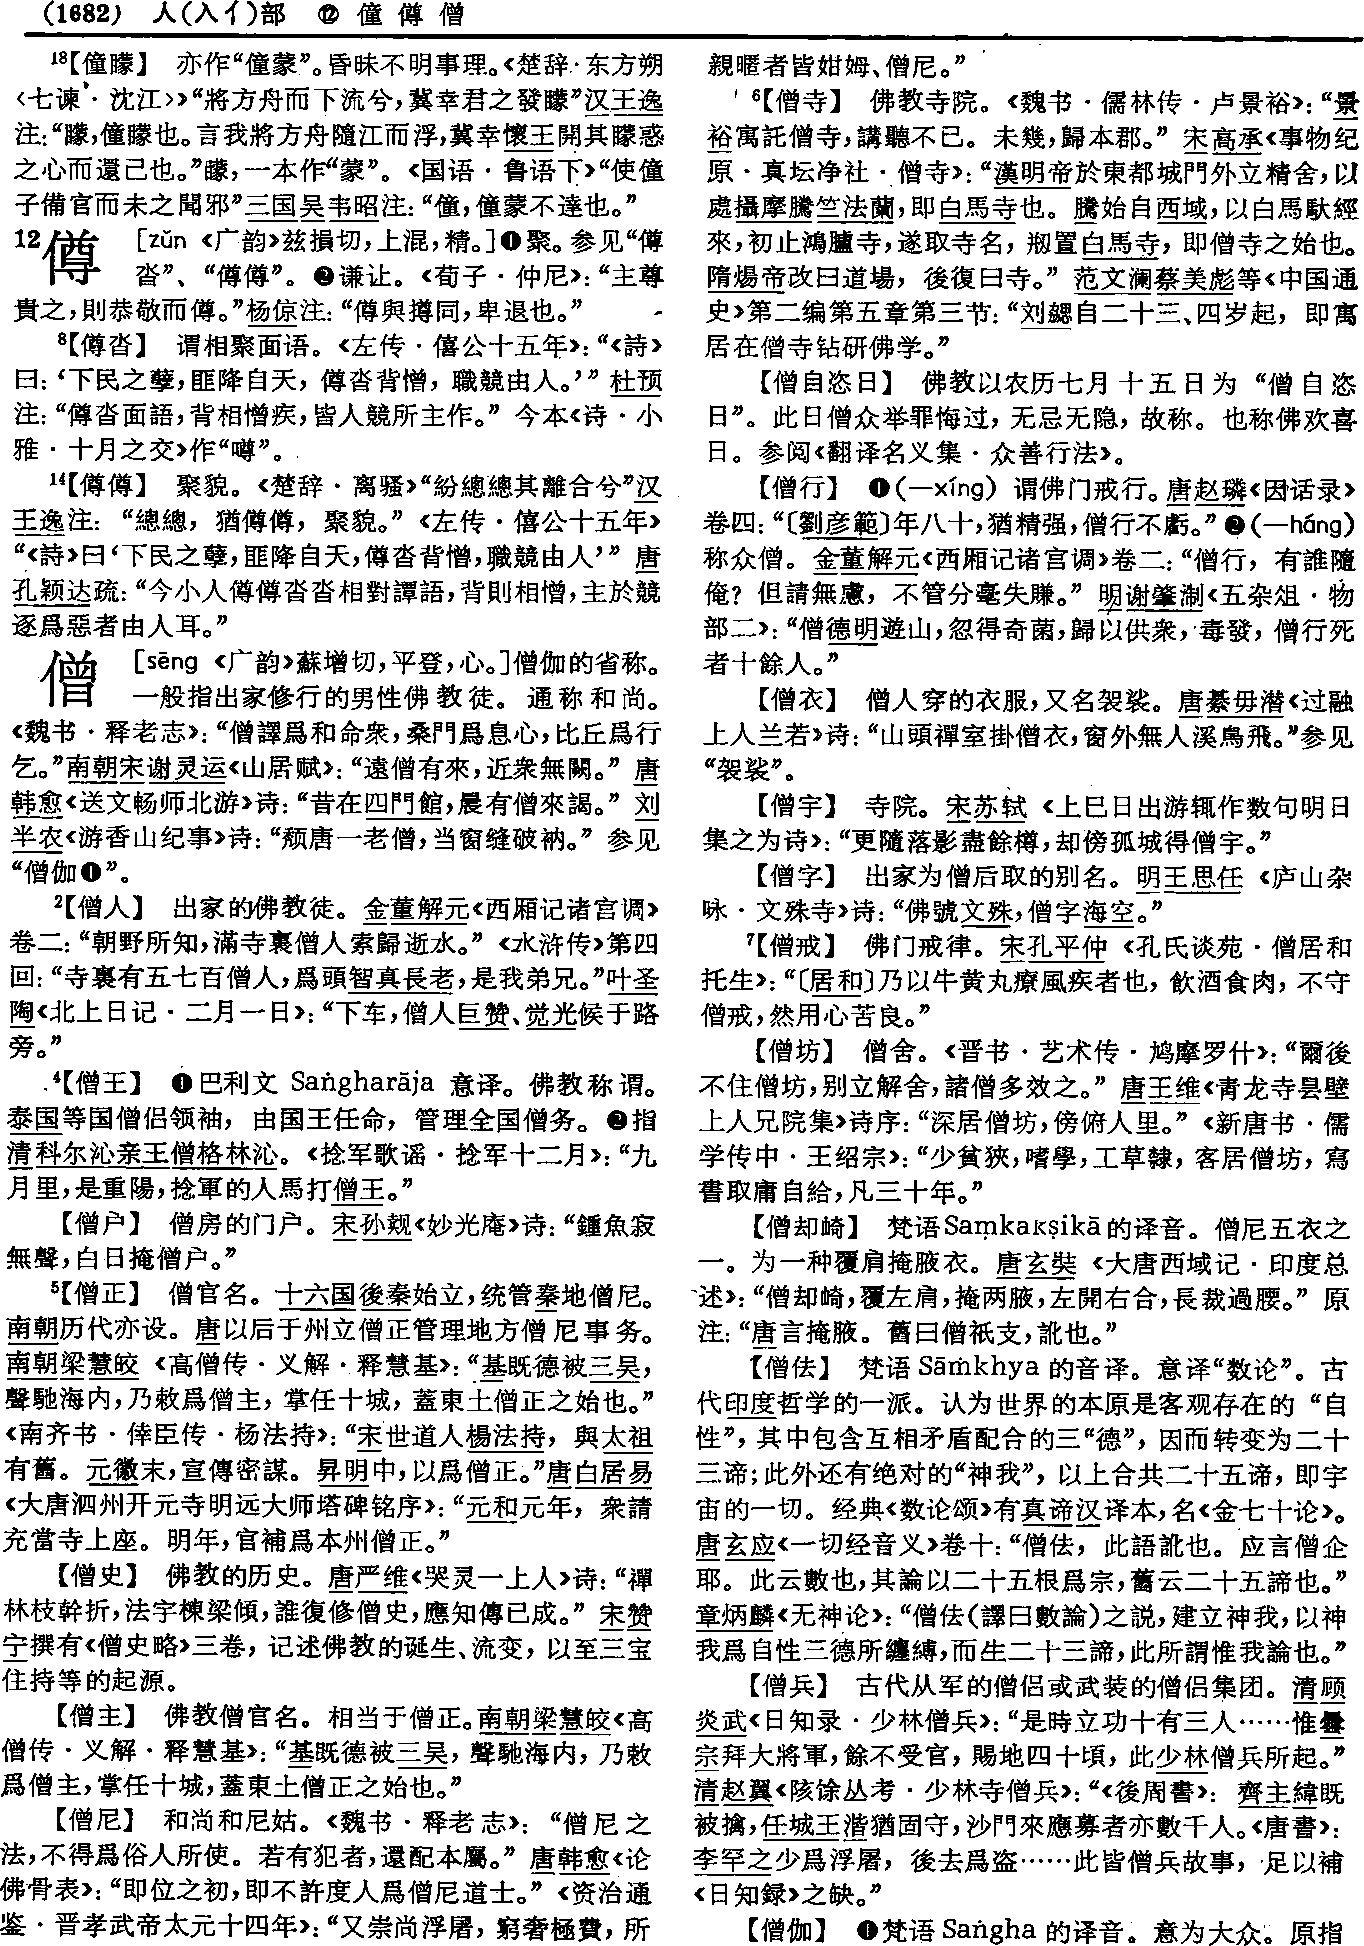 (1682) 人(入亻)部 ⑫ 僮 僔 僧
¹³【僮矇】 亦作“僮蒙”。昏昧不明事理。《楚辞·东方朔
〈七谏·沈江〉》“將方舟而下流兮，冀幸君之發矇”汉王逸
注：“矇，僮矇也。言我將方舟隨江而浮，冀幸懷王開其矇惑
之心而還己也。”矇，一本作“蒙”。《国语·鲁语下》“使僮
子備官而未之聞邪”三国吴韦昭注：“僮，僮蒙不達也。”
12僔 [zǔn 《广韵》兹損切，上混，精。]❶聚。参见“僔
沓”、“僔僔”。❷谦让。《荀子·仲尼》：“主尊
貴之，則恭敬而僔。”杨倞注：“僔與撙同，卑退也。”
⁸【僔沓】 谓相聚面语。《左传·僖公十五年》：“《詩》
曰：‘下民之孽，匪降自天，僔沓背憎，職競由人。’”杜预
注：“僔沓面語，背相憎疾，皆人競所主作。”今本《诗·小
雅·十月之交》作“噂”。
¹⁴【僔僔】 聚貌。《楚辞·离骚》“紛總總其離合兮”汉
王逸注：“總總，猶僔僔，聚貌。”《左传·僖公十五年》
“《詩》曰‘下民之孽，匪降自天，僔沓背憎，職競由人’”唐
孔颖达疏：“今小人僔僔沓沓相對譚語，背則相憎，主於競
逐爲惡者由人耳。”
僧 [sēng 《广韵》蘇增切，平登，心。]僧伽的省称。
一般指出家修行的男性佛教徒。通称和尚。
《魏书·释老志》：“僧譯爲和命衆，桑門爲息心，比丘爲行
乞。”南朝宋谢灵运《山居赋》：“遠僧有來，近衆無闕。”唐
韩愈《送文畅师北游》诗：“昔在四門館，晨有僧來謁。”刘
半农《游香山纪事》诗：“颓唐一老僧，当窗缝破衲。”参见
“僧伽❶”。
²【僧人】 出家的佛教徒。金董解元《西厢记诸宫调》
卷二：“朝野所知，滿寺裏僧人索歸逝水。”《水浒传》第四
回：“寺裏有五七百僧人，爲頭智真長老，是我弟兄。”叶圣
陶《北上日记·二月一日》：“下车，僧人巨赞、觉光候于路
旁。”
⁴【僧王】 ❶巴利文 Saṅgharāja 意译。佛教称谓。
泰国等国僧侣领袖，由国王任命，管理全国僧务。❷指
清科尔沁亲王僧格林沁。《捻军歌谣·捻军十二月》：“九
月里，是重陽，捻軍的人馬打僧王。”
【僧户】 僧房的门户。宋孙觌《妙光庵》诗：“鍾魚寂
無聲，白日掩僧户。”
⁵【僧正】 僧官名。十六国後秦始立，统管秦地僧尼。
南朝历代亦设。唐以后于州立僧正管理地方僧尼事务。
南朝梁慧皎《高僧传·义解·释慧基》：“基既德被三吴，
聲馳海内，乃敕爲僧主，掌任十城，蓋東土僧正之始也。”
《南齐书·倖臣传·杨法持》：“宋世道人楊法持，與太祖
有舊。元徽末，宣傳密謀。昇明中，以爲僧正。”唐白居易
《大唐泗州开元寺明远大师塔碑铭序》：“元和元年，衆請
充當寺上座。明年，官補爲本州僧正。”
【僧史】 佛教的历史。唐严维《哭灵一上人》诗：“禪
林枝幹折，法宇棟梁傾，誰復修僧史，應知傳已成。”宋赞
宁撰有《僧史略》三卷，记述佛教的诞生、流变，以至三宝
住持等的起源。
【僧主】 佛教僧官名。相当于僧正。南朝梁慧皎《高
僧传·义解·释慧基》：“基既德被三吴，聲馳海内，乃敕
爲僧主，掌任十城，蓋東土僧正之始也。”
【僧尼】 和尚和尼姑。《魏书·释老志》：“僧尼之
法，不得爲俗人所使。若有犯者，還配本屬。”唐韩愈《论
佛骨表》：“即位之初，即不許度人爲僧尼道士。”《资治通
鉴·晋孝武帝太元十四年》：“又崇尚浮屠，窮奢極費，所
親暱者皆姏姆、僧尼。”
⁶【僧寺】 佛教寺院。《魏书·儒林传·卢景裕》：“景
裕寓託僧寺，講聽不已。未幾，歸本郡。”宋高承《事物纪
原·真坛净社·僧寺》：“漢明帝於東都城門外立精舍，以
處攝摩騰竺法蘭，即白馬寺也。騰始自西域，以白馬馱經
來，初止鴻臚寺，遂取寺名，剏置白馬寺，即僧寺之始也。
隋煬帝改曰道場，後復曰寺。”范文澜蔡美彪等《中国通
史》第二编第五章第三节：“刘勰自二十三、四岁起，即寓
居在僧寺钻研佛学。”
【僧自恣日】 佛教以农历七月十五日为“僧自恣
日”。此日僧众举罪悔过，无忌无隐，故称。也称佛欢喜
日。参阅《翻译名义集·众善行法》。
【僧行】 ❶(—xíng) 谓佛门戒行。唐赵璘《因话录》
卷四：“〔劉彦範〕年八十，猶精强，僧行不虧。”❷(—háng)
称众僧。金董解元《西厢记诸宫调》卷二：“僧行，有誰隨
俺？但請無慮，不管分毫失賺。”明谢肇淛《五杂俎·物
部二》：“僧德明遊山，忽得奇菌，歸以供衆，毒發，僧行死
者十餘人。”
【僧衣】 僧人穿的衣服，又名袈裟。唐綦毋潜《过融
上人兰若》诗：“山頭禪室掛僧衣，窗外無人溪鳥飛。”参见
“袈裟”。
【僧宇】 寺院。宋苏轼《上巳日出游辄作数句明日
集之为诗》：“更隨落影盡餘樽，却傍孤城得僧宇。”
【僧字】 出家为僧后取的别名。明王思任《庐山杂
咏·文殊寺》诗：“佛號文殊，僧字海空。”
⁷【僧戒】 佛门戒律。宋孔平仲《孔氏谈苑·僧居和
托生》：“〔居和〕乃以牛黄丸療風疾者也，飲酒食肉，不守
僧戒，然用心苦良。”
【僧坊】 僧舍。《晋书·艺术传·鸠摩罗什》：“爾後
不住僧坊，别立解舍，諸僧多效之。”唐王维《青龙寺昙壁
上人兄院集》诗序：“深居僧坊，傍俯人里。”《新唐书·儒
学传中·王绍宗》：“少貧狹，嗜學，工草隸，客居僧坊，寫
書取庸自給，凡三十年。”
【僧却崎】 梵语Saṃkakṣikā的译音。僧尼五衣之
一。为一种覆肩掩腋衣。唐玄奘《大唐西域记·印度总
述》：“僧却崎，覆左肩，掩两腋，左開右合，長裁過腰。”原
注：“唐言掩腋。舊曰僧祇支，訛也。”
【僧佉】 梵语 Sāṁkhya 的音译。意译“数论”。古
代印度哲学的一派。认为世界的本原是客观存在的“自
性”，其中包含互相矛盾配合的三“德”，因而转变为二十
三谛；此外还有绝对的“神我”，以上合共二十五谛，即宇
宙的一切。经典《数论颂》有真谛汉译本，名《金七十论》。
唐玄应《一切经音义》卷十：“僧佉，此語訛也。应言僧企
耶。此云數也，其論以二十五根爲宗，舊云二十五諦也。”
章炳麟《无神论》：“僧佉(譯曰數論)之説，建立神我，以神
我爲自性三德所纏縛，而生二十三諦，此所謂惟我論也。”
【僧兵】 古代从军的僧侣或武装的僧侣集团。清顾
炎武《日知录·少林僧兵》：“是時立功十有三人……惟曇
宗拜大將軍，餘不受官，賜地四十頃，此少林僧兵所起。”
清赵翼《陔馀丛考·少林寺僧兵》：“《後周書》：齊主緯既
被擒，任城王湝猶固守，沙門來應募者亦數千人。《唐書》：
李罕之少爲浮屠，後去爲盗……此皆僧兵故事，足以補
《日知録》之缺。”
【僧伽】 ❶梵语 Saṅgha 的译音。意为大众。原指